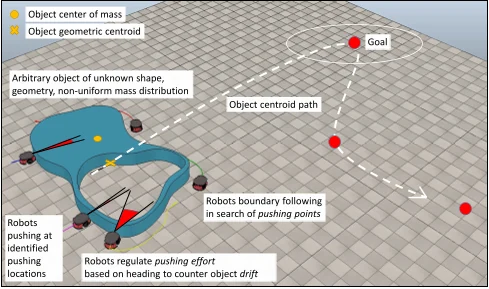 Object center of mass
Object geometric centroid
Goal
Arbitrary object of unknown shape,
geometry, non-uniform mass distribution
Object centroid path
Robots boundary following
in search of pushing points
Robots
pushing at
identified
pushing
locations
Robots regulate pushing effort
based on heading to counter object drift